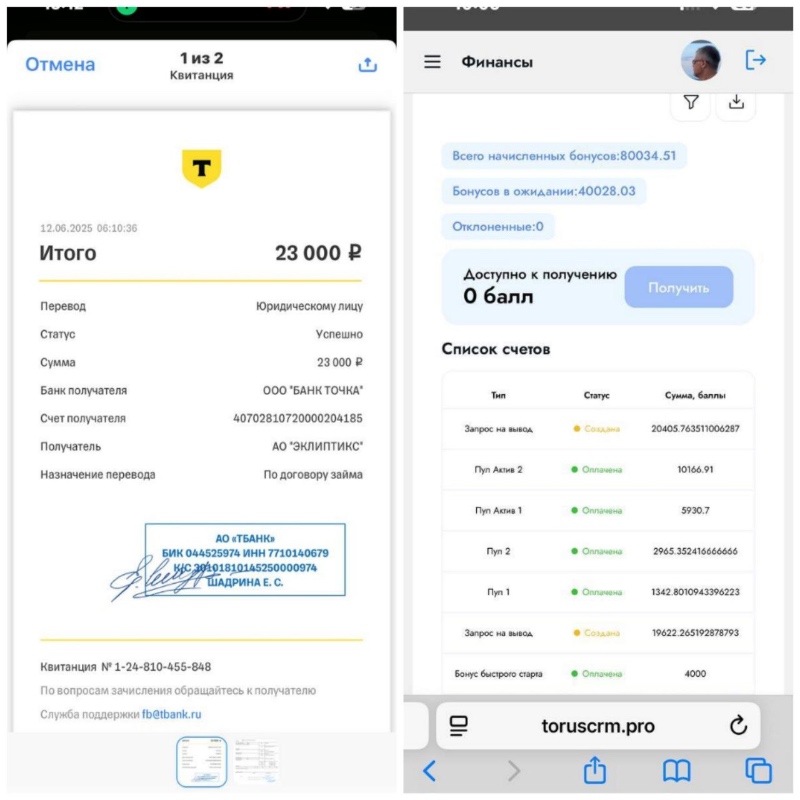 Отмена
1 из 2
Квитанция
Т
12.06.2025 06:10:36
Итого 23 000 ₽
Перевод Юридическому лицу
Статус Успешно
Сумма 23 000 ₽
Банк получателя ООО "БАНК ТОЧКА"
Счет получателя 40702810720000204185
Получатель АО "ЭКЛИПТИКС"
Назначение перевода По договору займа
АО «ТБАНК»
БИК 044525974 ИНН 7710140679
К/С 30101810145250000974
ШАДРИНА Е. С.
Квитанция № 1-24-810-455-848
По вопросам зачисления обращайтесь к получателю
Служба поддержки fb@tbank.ru
Финансы
Всего начисленных бонусов:80034.51
Бонусов в ожидании:40028.03
Отклоненные:0
Доступно к получению
0 балл
Получить
Список счетов
Тип Статус Сумма, баллы
Запрос на вывод Создана 20405.763511006287
Пул Актив 2 Оплачена 10166.91
Пул Актив 1 Оплачена 5930.7
Пул 2 Оплачена 2965.352416666666
Пул 1 Оплачена 1342.8010943396223
Запрос на вывод Создана 19622.265192878793
Бонус быстрого старта Оплачена 4000
toruscrm.pro